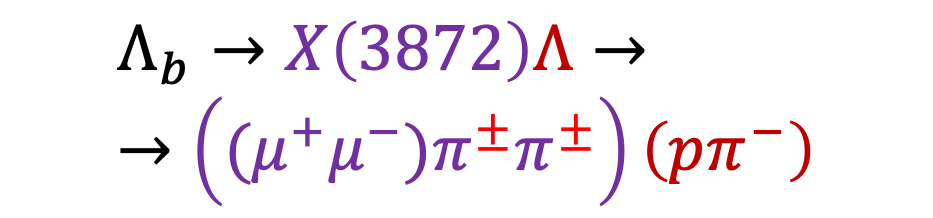 Λ_b → X(3872)Λ →
→ ((μ⁺μ⁻)π^±π^±) (pπ⁻)